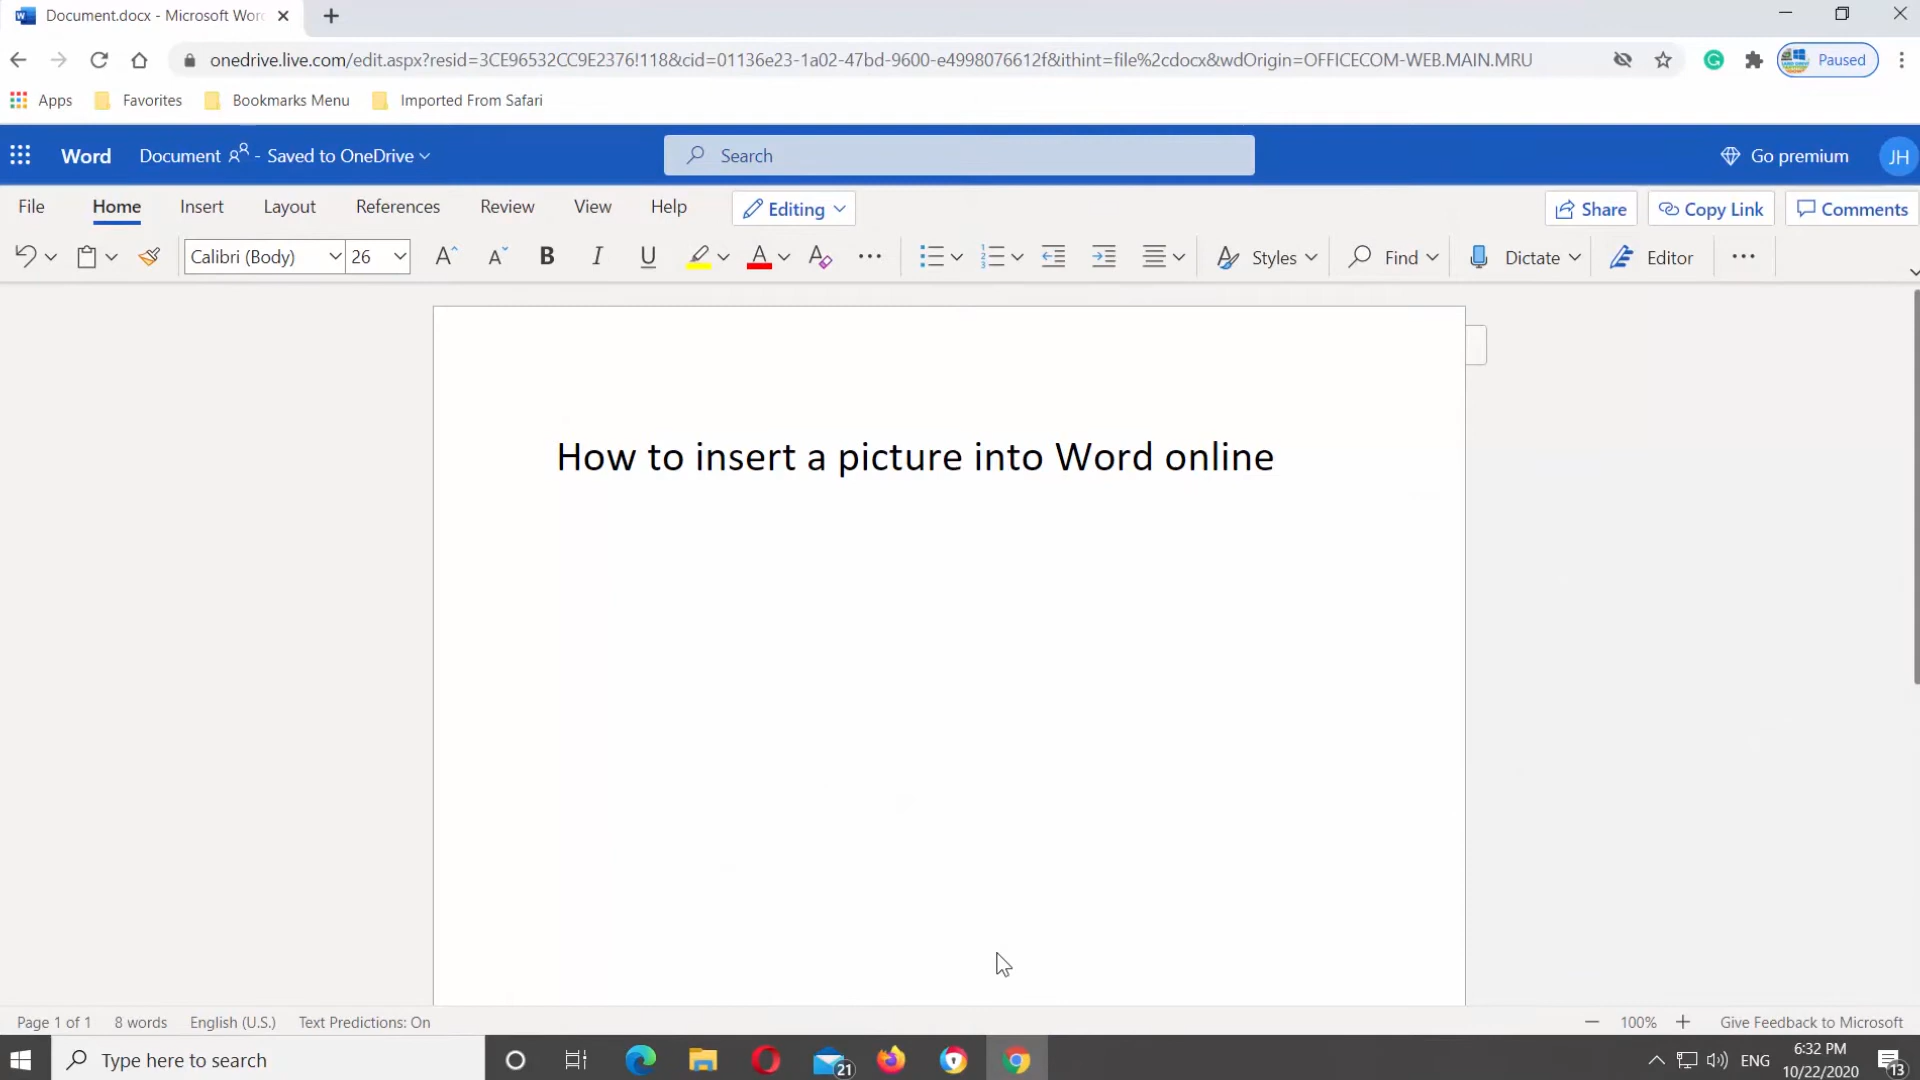 Document.docx - Microsoft Wor
onedrive.live.com/edit.aspx?resid=3CE96532CC9E2376!118&cid=01136e23-1a02-47bd-9600-e4998076612f&ithint=file%2cdocx&wdOrigin=OFFICECOM-WEB.MAIN.MRU
Paused
Apps Favorites Bookmarks Menu Imported From Safari
Word Document - Saved to OneDrive Search Go premium JH
File Home Insert Layout References Review View Help Editing Share Copy Link Comments
Calibri (Body) 26 A A B I U A A Styles Find Dictate Editor
How to insert a picture into Word online
Page 1 of 1 8 words English (U.S.) Text Predictions: On 100% Give Feedback to Microsoft
Type here to search 21 ENG 6:32 PM
10/22/2020 13